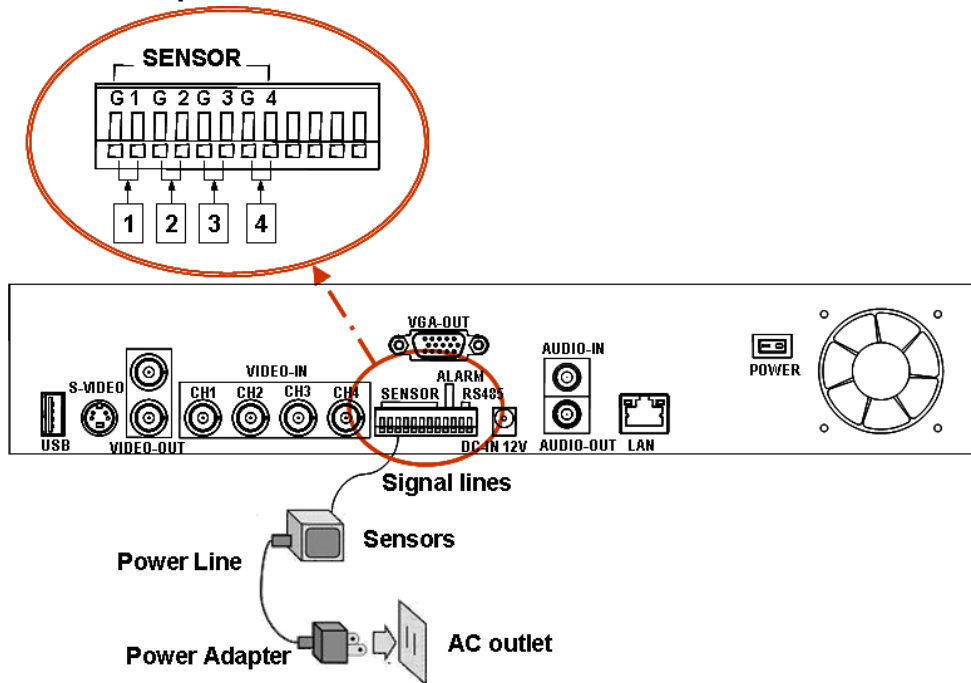 SENSOR
G 1 G 2 G 3 G 4
1 2 3 4
VGA-OUT
AUDIO-IN
S-VIDEO
VIDEO-IN
ALARM
POWER
CH1 CH2 CH3 CH4
SENSOR
RS485
USB
VIDEO-OUT
DC-IN 12V
AUDIO-OUT
LAN
Signal lines
Sensors
Power Line
Power Adapter
AC outlet